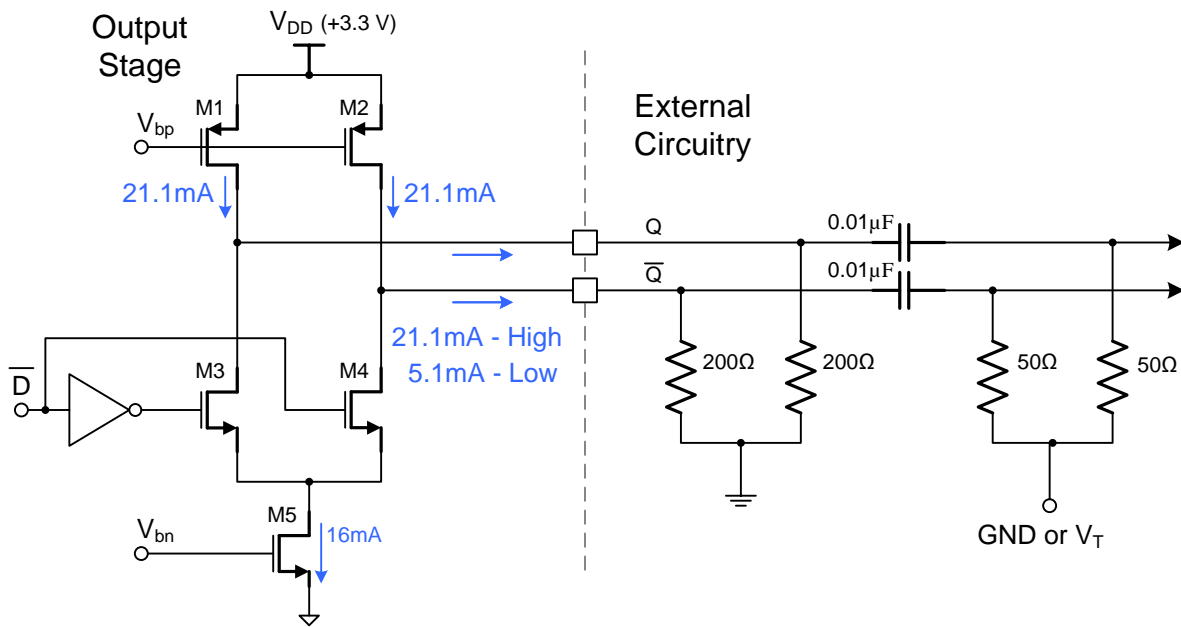 Output
Stage
V_DD (+3.3 V)
External
Circuitry
M1
M2
V_bp
21.1mA
21.1mA
Q
0.01µF
Q̅
0.01µF
21.1mA - High
5.1mA - Low
200Ω
200Ω
50Ω
50Ω
D̅
M3
M4
V_bn
M5
16mA
GND or V_T